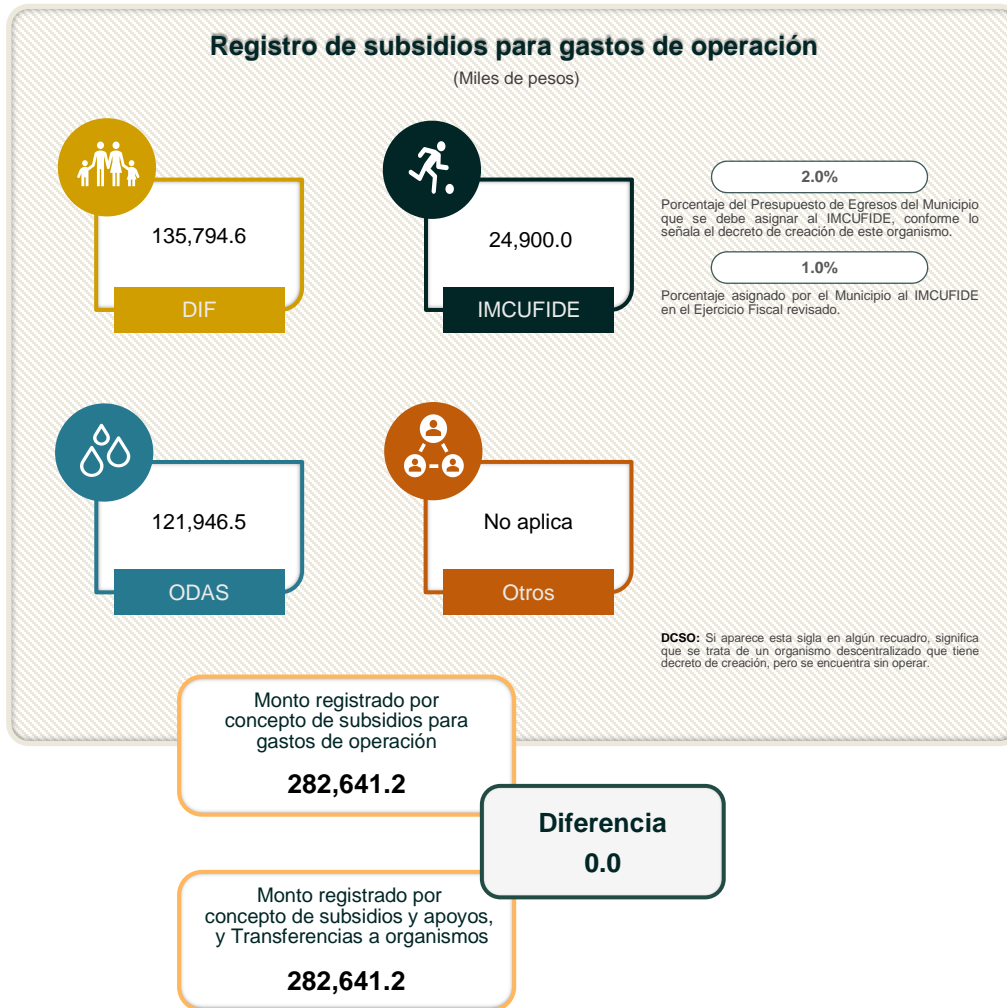 Registro de subsidios para gastos de operación
(Miles de pesos)
135,794.6
DIF
24,900.0
IMCUFIDE
2.0%
Porcentaje del Presupuesto de Egresos del Municipio
que se debe asignar al IMCUFIDE, conforme lo
señala el decreto de creación de este organismo.
1.0%
Porcentaje asignado por el Municipio al IMCUFIDE
en el Ejercicio Fiscal revisado.
121,946.5
ODAS
No aplica
Otros
DCSO: Si aparece esta sigla en algún recuadro, significa
que se trata de un organismo descentralizado que tiene
decreto de creación, pero se encuentra sin operar.
Monto registrado por
concepto de subsidios para
gastos de operación
282,641.2
Diferencia
0.0
Monto registrado por
concepto de subsidios y apoyos,
y Transferencias a organismos
282,641.2